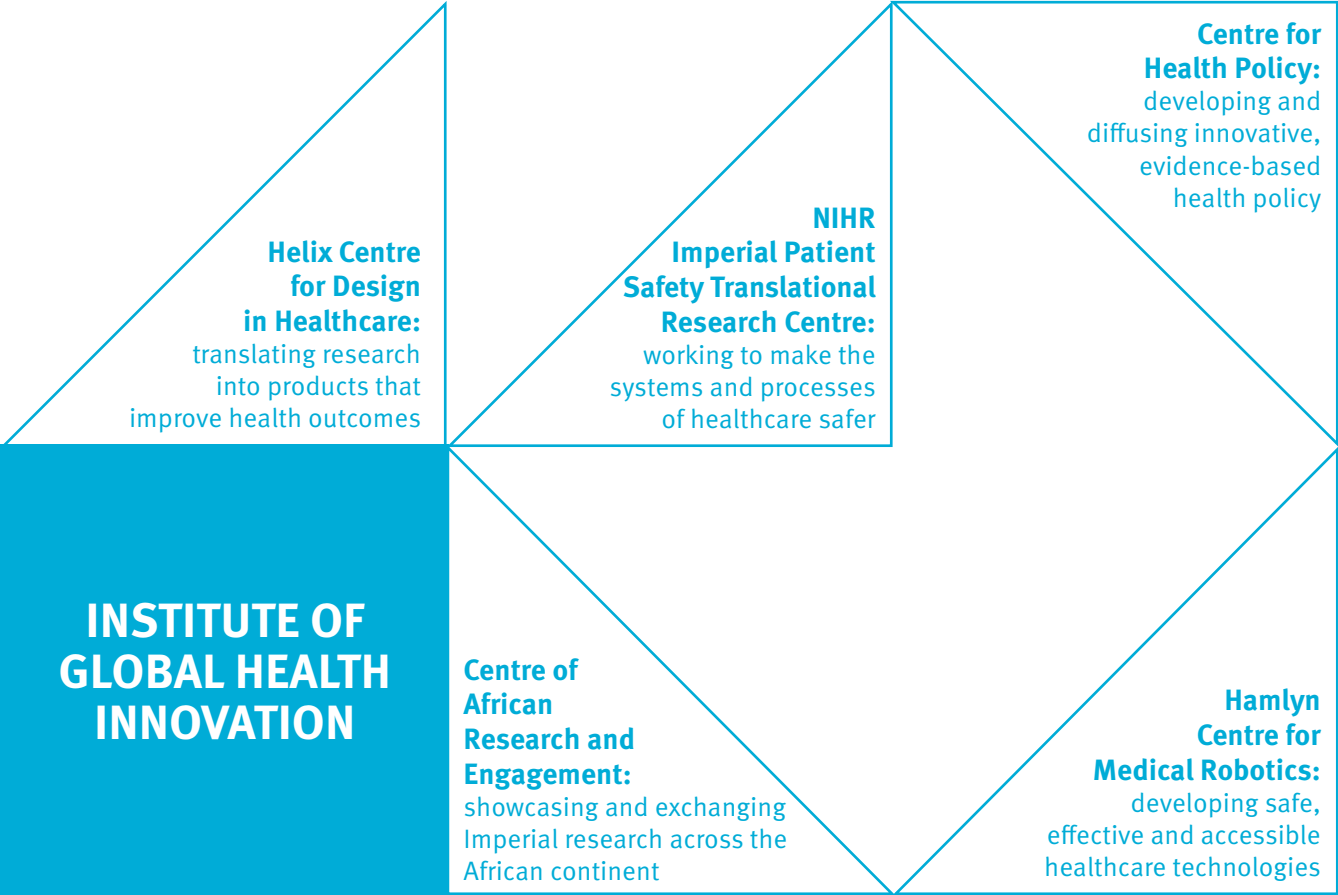 Helix Centre
for Design
in Healthcare:
translating research
into products that
improve health outcomes
NIHR
Imperial Patient
Safety Translational
Research Centre:
working to make the
systems and processes
of healthcare safer
Centre for
Health Policy:
developing and
diffusing innovative,
evidence-based
health policy
INSTITUTE OF
GLOBAL HEALTH
INNOVATION
Centre of
African
Research and
Engagement:
showcasing and exchanging
Imperial research across the
African continent
Hamlyn
Centre for
Medical Robotics:
developing safe,
effective and accessible
healthcare technologies